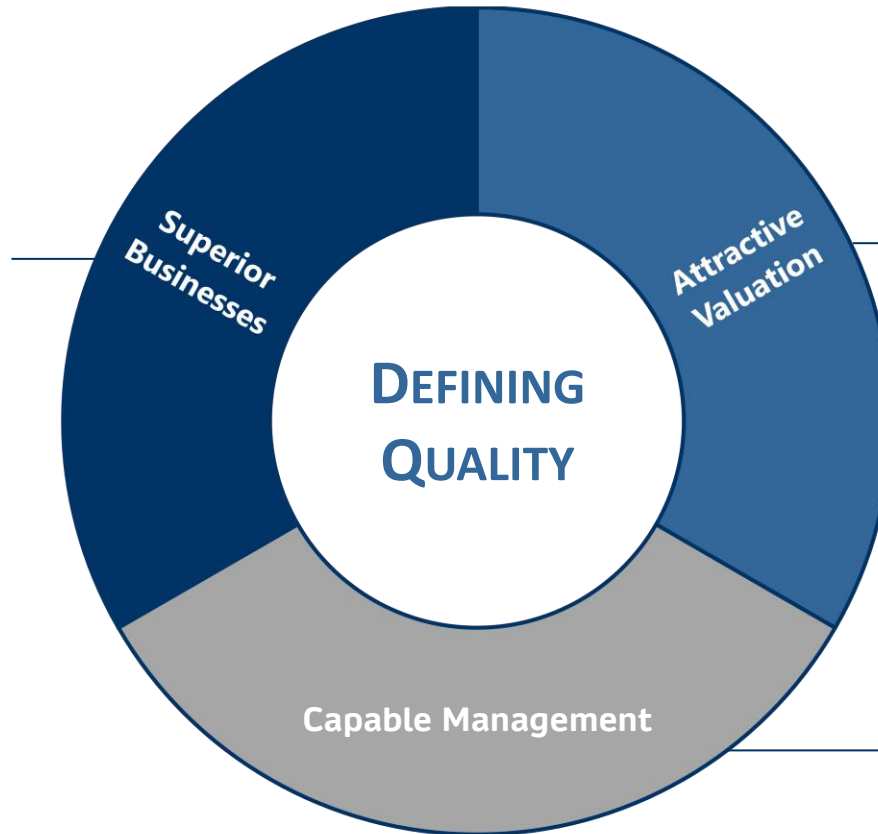 Superior
Businesses
Attractive
Valuation
DEFINING
QUALITY
Capable Management